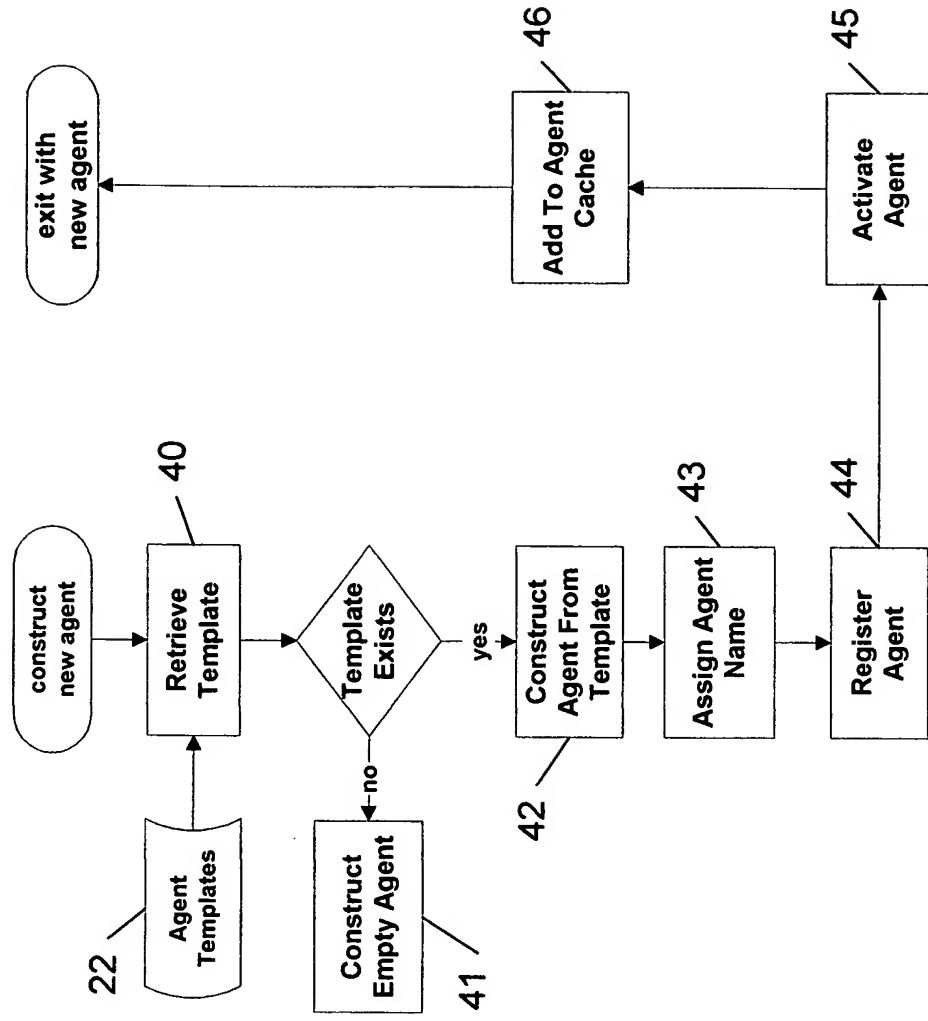 construct
new agent
Agent
Templates
22
Retrieve
Template
40
Template
Exists
no
yes
Construct
Empty Agent
41
Construct
Agent From
Template
42
Assign Agent
Name
43
Register
Agent
44
Activate
Agent
45
Add To Agent
Cache
46
exit with
new agent